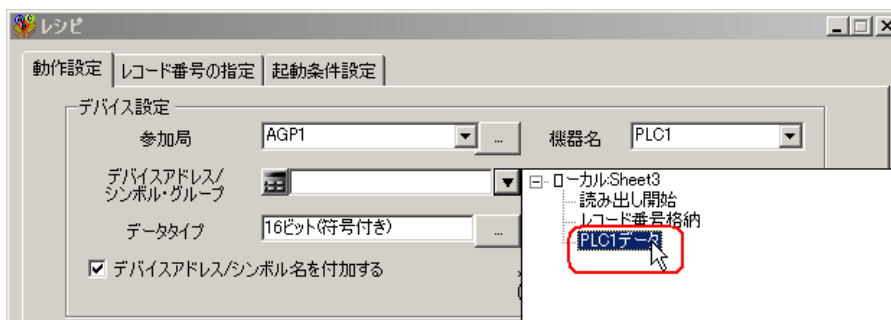 レシピ
動作設定 レコード番号の指定 起動条件設定
デバイス設定
参加局 AGP1 ... 機器名 PLC1
デバイスアドレス/
シンボル・グループ
データタイプ 16ビット(符号付き) ...
デバイスアドレス/シンボル名を付加する
ローカル:Sheet3
読み出し開始
レコード番号格納
PLC1データ